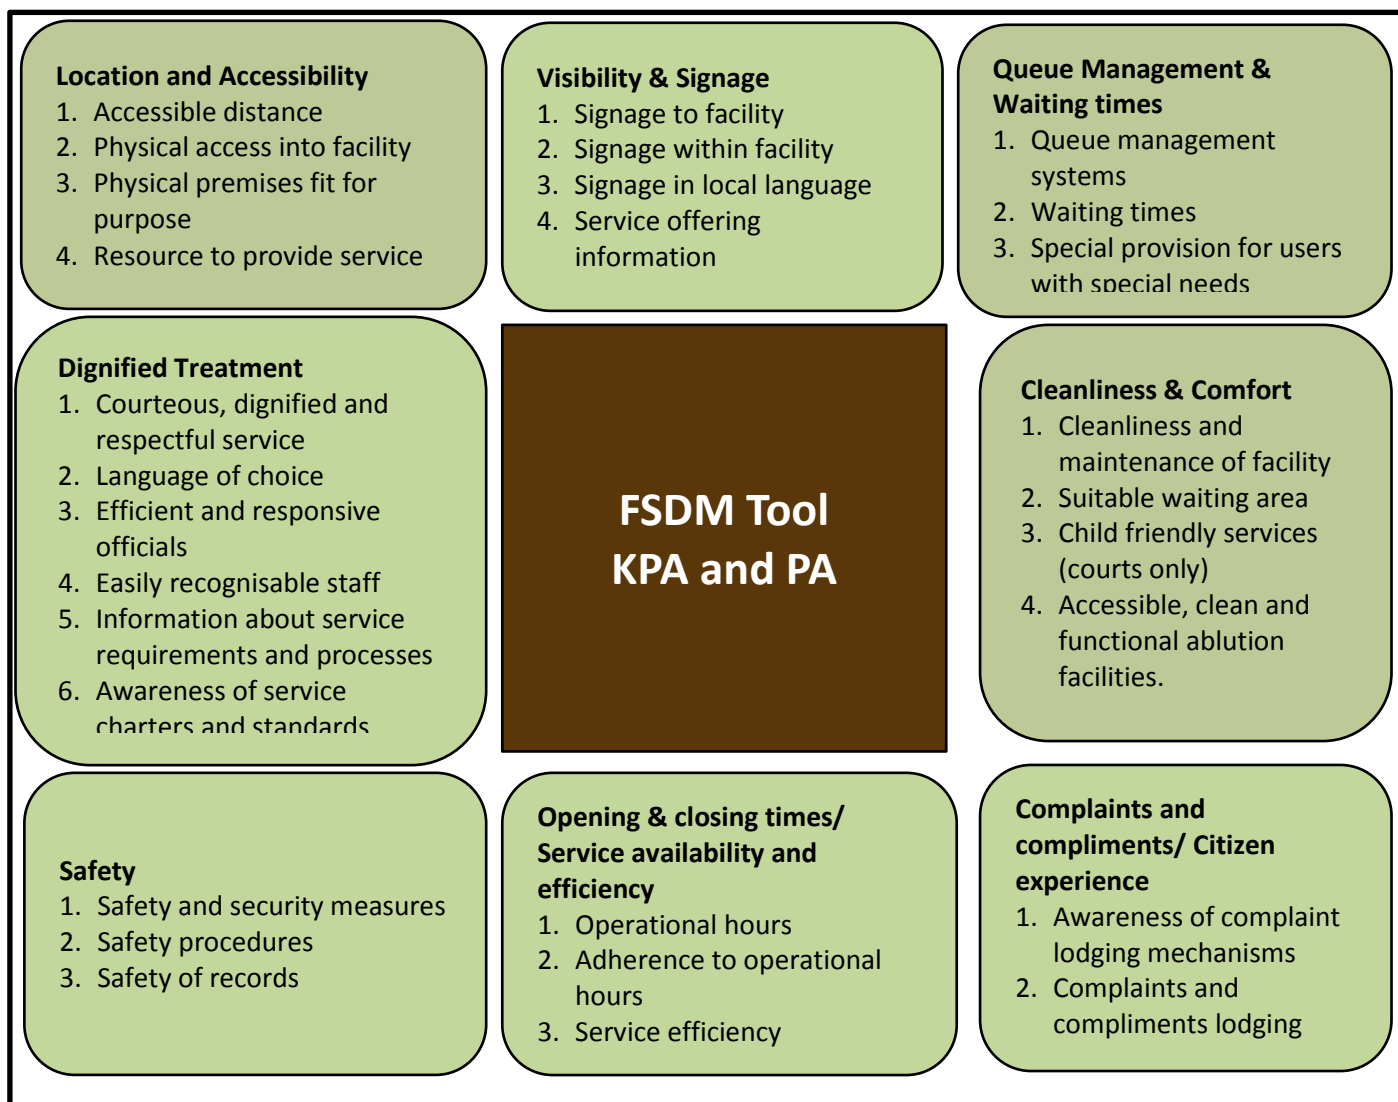 Location and Accessibility
1. Accessible distance
2. Physical access into facility
3. Physical premises fit for
purpose
4. Resource to provide service
Visibility & Signage
1. Signage to facility
2. Signage within facility
3. Signage in local language
4. Service offering
information
Queue Management &
Waiting times
1. Queue management
systems
2. Waiting times
3. Special provision for users
with special needs
Dignified Treatment
1. Courteous, dignified and
respectful service
2. Language of choice
3. Efficient and responsive
officials
4. Easily recognisable staff
5. Information about service
requirements and processes
6. Awareness of service
charters and standards
FSDM Tool
KPA and PA
Cleanliness & Comfort
1. Cleanliness and
maintenance of facility
2. Suitable waiting area
3. Child friendly services
(courts only)
4. Accessible, clean and
functional ablution
facilities.
Safety
1. Safety and security measures
2. Safety procedures
3. Safety of records
Opening & closing times/
Service availability and
efficiency
1. Operational hours
2. Adherence to operational
hours
3. Service efficiency
Complaints and
compliments/ Citizen
experience
1. Awareness of complaint
lodging mechanisms
2. Complaints and
compliments lodging